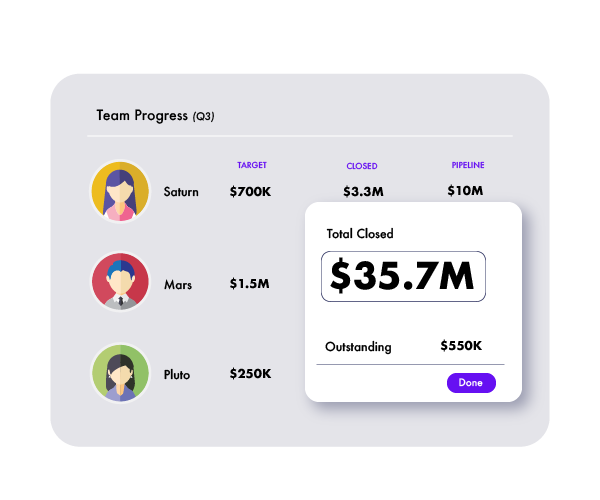 Team Progress (Q3)
TARGET CLOSED PIPELINE
Saturn $700K $3.3M $10M
Total Closed
$35.7M
Mars $1.5M
Outstanding $550K
Pluto $250K
Done